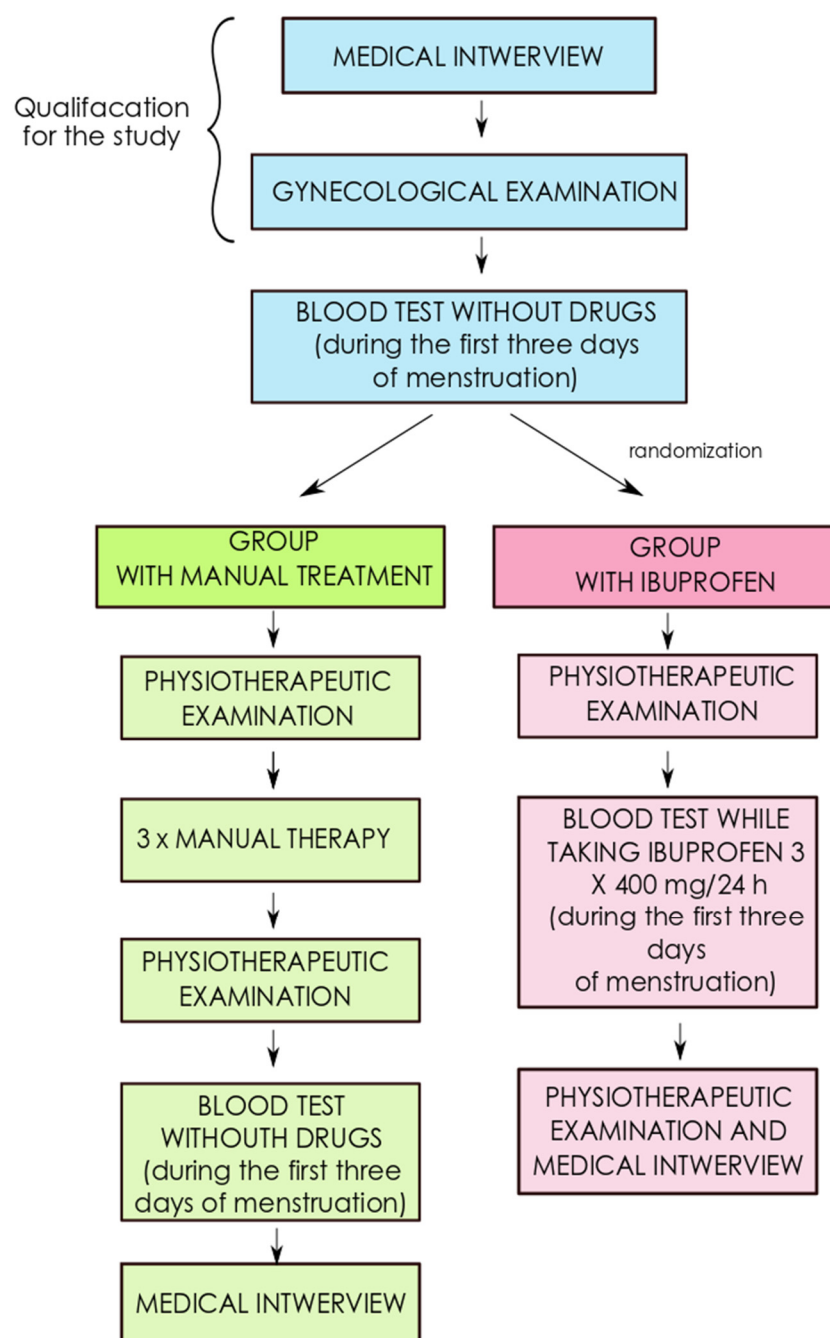 MEDICAL INTWERVIEW
Qualifacation
for the study
GYNECOLOGICAL EXAMINATION
BLOOD TEST WITHOUT DRUGS
(during the first three days
of menstruation)
randomization
GROUP
WITH MANUAL TREATMENT
PHYSIOTHERAPEUTIC
EXAMINATION
3 x MANUAL THERAPY
PHYSIOTHERAPEUTIC
EXAMINATION
BLOOD TEST
WITHOUTH DRUGS
(during the first three
days of menstruation)
MEDICAL INTWERVIEW
GROUP
WITH IBUPROFEN
PHYSIOTHERAPEUTIC
EXAMINATION
BLOOD TEST WHILE
TAKING IBUPROFEN 3
X 400 mg/24 h
(during the first three
days
of menstruation)
PHYSIOTHERAPEUTIC
EXAMINATION AND
MEDICAL INTWERVIEW